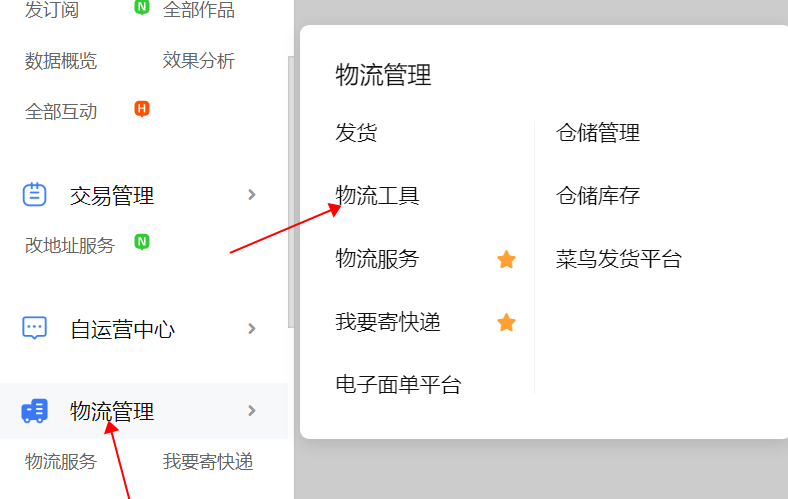 发订阅 N 全部作品
数据概览 效果分析
全部互动 H
交易管理
改地址服务 N
自运营中心
物流管理
物流服务 我要寄快递
物流管理
发货 仓储管理
物流工具 仓储库存
物流服务 菜鸟发货平台
我要寄快递
电子面单平台